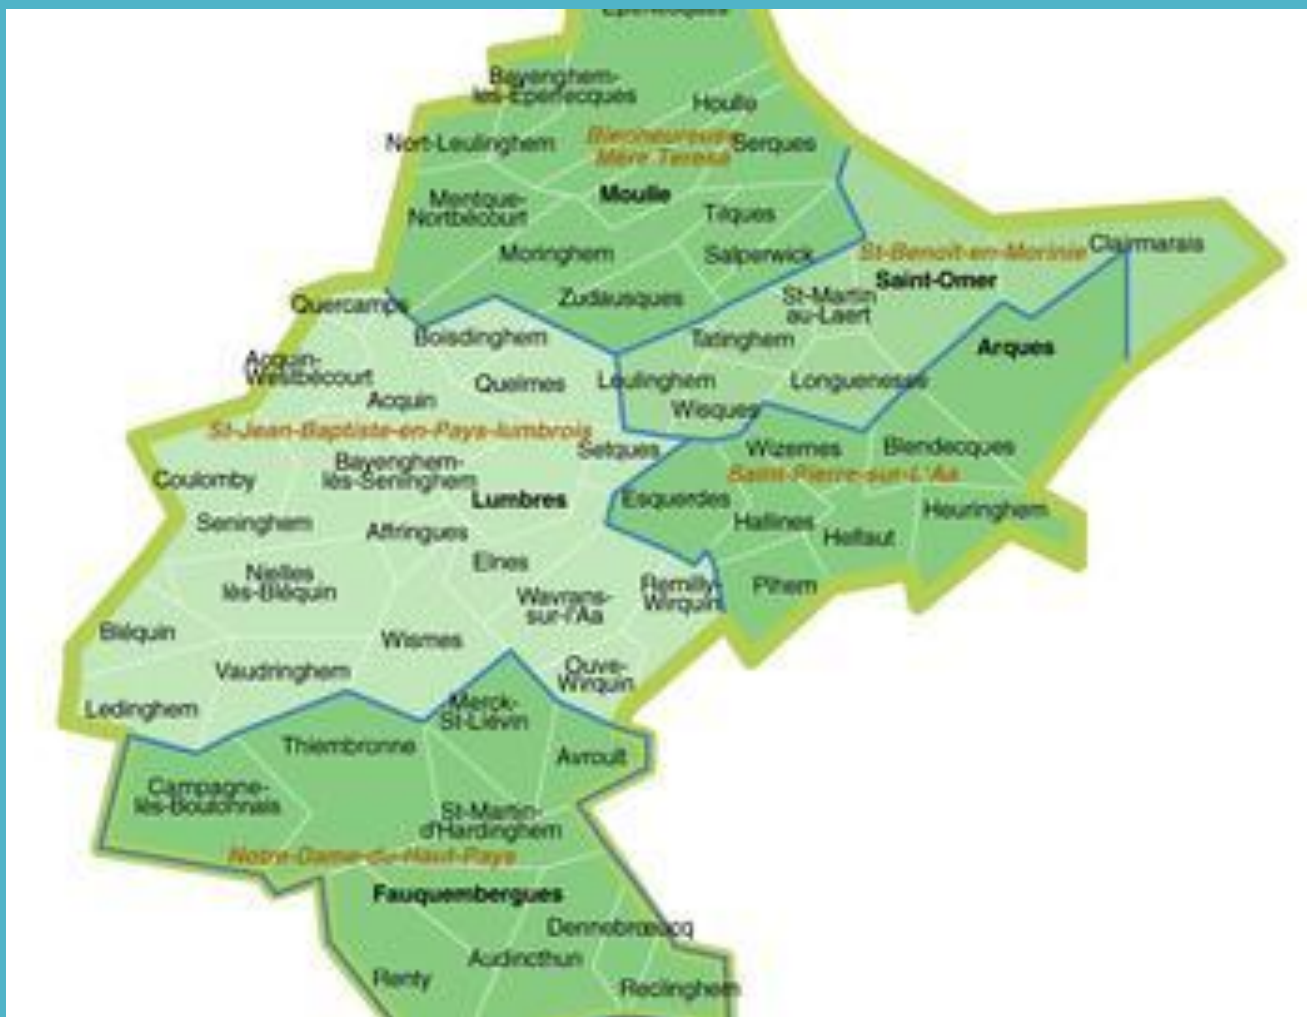 Eperlecques
Bayenghem-
lès-Eperlecques
Houlle
Nort-Leulinghem
Bienheureuse
Mère Teresa
Serques
Moulle
Mentque-
Nortbécourt
Tilques
Moringhem
Salperwick
St-Benoît-en-Morinie
Clairmarais
Saint-Omer
Quercamps
Zudausques
St-Martin
au-Laert
Boisdinghem
Tatinghem
Arques
Acquin-
Westbécourt
Quelmes
Leulinghem
Longuenesse
Acquin
Wisques
St-Jean-Baptiste-en-Pays-lumbrois
Setques
Wizernes
Blendecques
Bayenghem-
lès-Seninghem
Saint-Pierre-sur-L'Aa
Coulomby
Lumbres
Esquerdes
Heuringhem
Seninghem
Affringues
Hallines
Helfaut
Elnes
Nielles
lès-Bléquin
Remilly-
Wirquin
Pihem
Wavrans-
sur-l'Aa
Bléquin
Wismes
Vaudringhem
Ouve-
Wirquin
Ledinghem
Merck-
St-Liévin
Thiembronne
Avroult
Campagne-
lès-Boulonnais
St-Martin-
d'Hardinghem
Notre-Dame-du-Haut-Pays
Fauquembergues
Dennebrœucq
Audincthun
Renty
Reclinghem